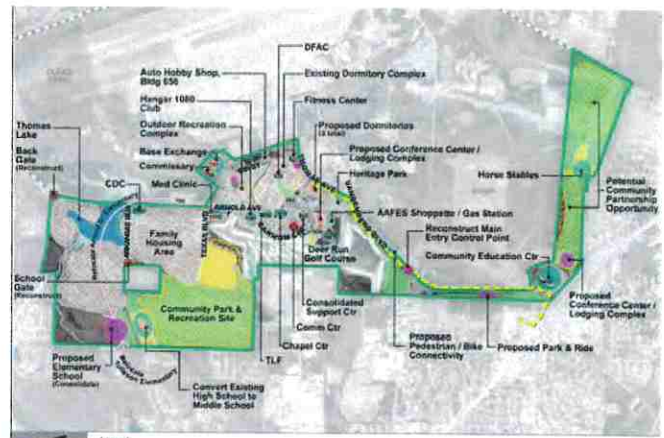 DFAC
Auto Hobby Shop,
Bldg 656
Existing Dormitory Complex
Hangar 1080
Club
Fitness Center
Outdoor Recreation
Complex
Proposed Dormitories
Thomas
Lake
Base Exchange
Proposed Conference Center /
Lodging Complex
Back
Gate
(Reconstruct)
Commissary
Heritage Park
Horse Stables
Potential
Community
Partnership
Opportunity
CDC
Med Clinic
ARNOLD AVE
AAFES Shoppette / Gas Station
TEXAS BLVD
Family
Housing
Area
Reconstruct Main
Entry Control Point
Deer Run
Golf Course
Community Education Ctr
School
Gate
(Reconstruct)
Consolidated
Support Ctr
Proposed
Conference Center /
Lodging Complex
Community Park &
Recreation Site
Comm Ctr
Proposed
Pedestrian / Bike
Connectivity
Proposed Park & Ride
Chapel Ctr
Proposed
Elementary
School
(Consolidate)
TLF
Convert Existing
High School to
Middle School